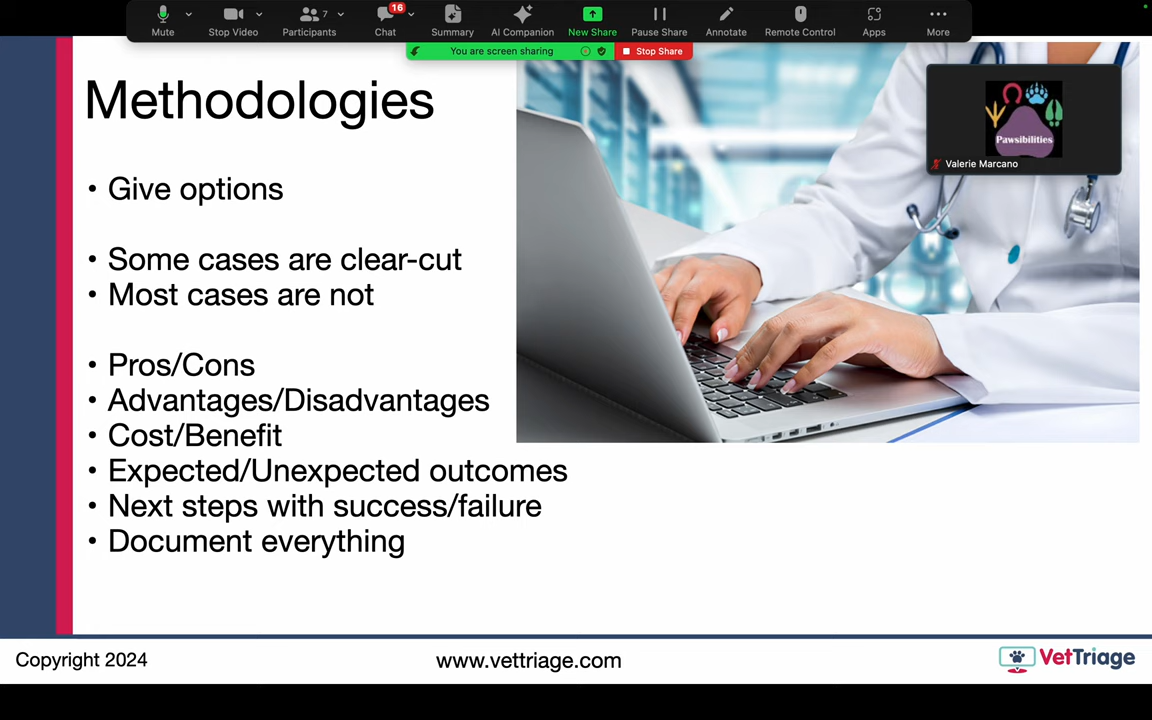 16
7
Mute
Stop Video
Participants
Chat
Summary
AI Companion
New Share
Pause Share
Annotate
Remote Control
Apps
More
You are screen sharing
Stop Share
Methodologies
Pawsibilities
Valerie Marcano
• Give options
• Some cases are clear-cut
• Most cases are not
• Pros/Cons
• Advantages/Disadvantages
• Cost/Benefit
• Expected/Unexpected outcomes
• Next steps with success/failure
• Document everything
Copyright 2024
www.vettriage.com
VetTriage